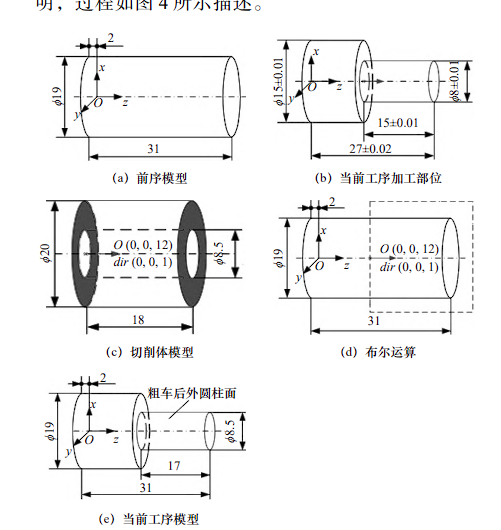 明，过程如图 4 所示描述。
2
φ19
x
y
O
z
31
(a) 前序模型
φ15±0.01
x
y
O
z
φ8±0.01
15±0.01
27±0.02
(b) 当前工序加工部位
φ20
O (0, 0, 12)
dir (0, 0, 1)
φ8.5
18
(c) 切削体模型
2
φ19
x
y
O
z
O (0, 0, 12)
dir (0, 0, 1)
31
(d) 布尔运算
2
粗车后外圆柱面
φ19
x
y
O
z
φ8.5
17
31
(e) 当前工序模型